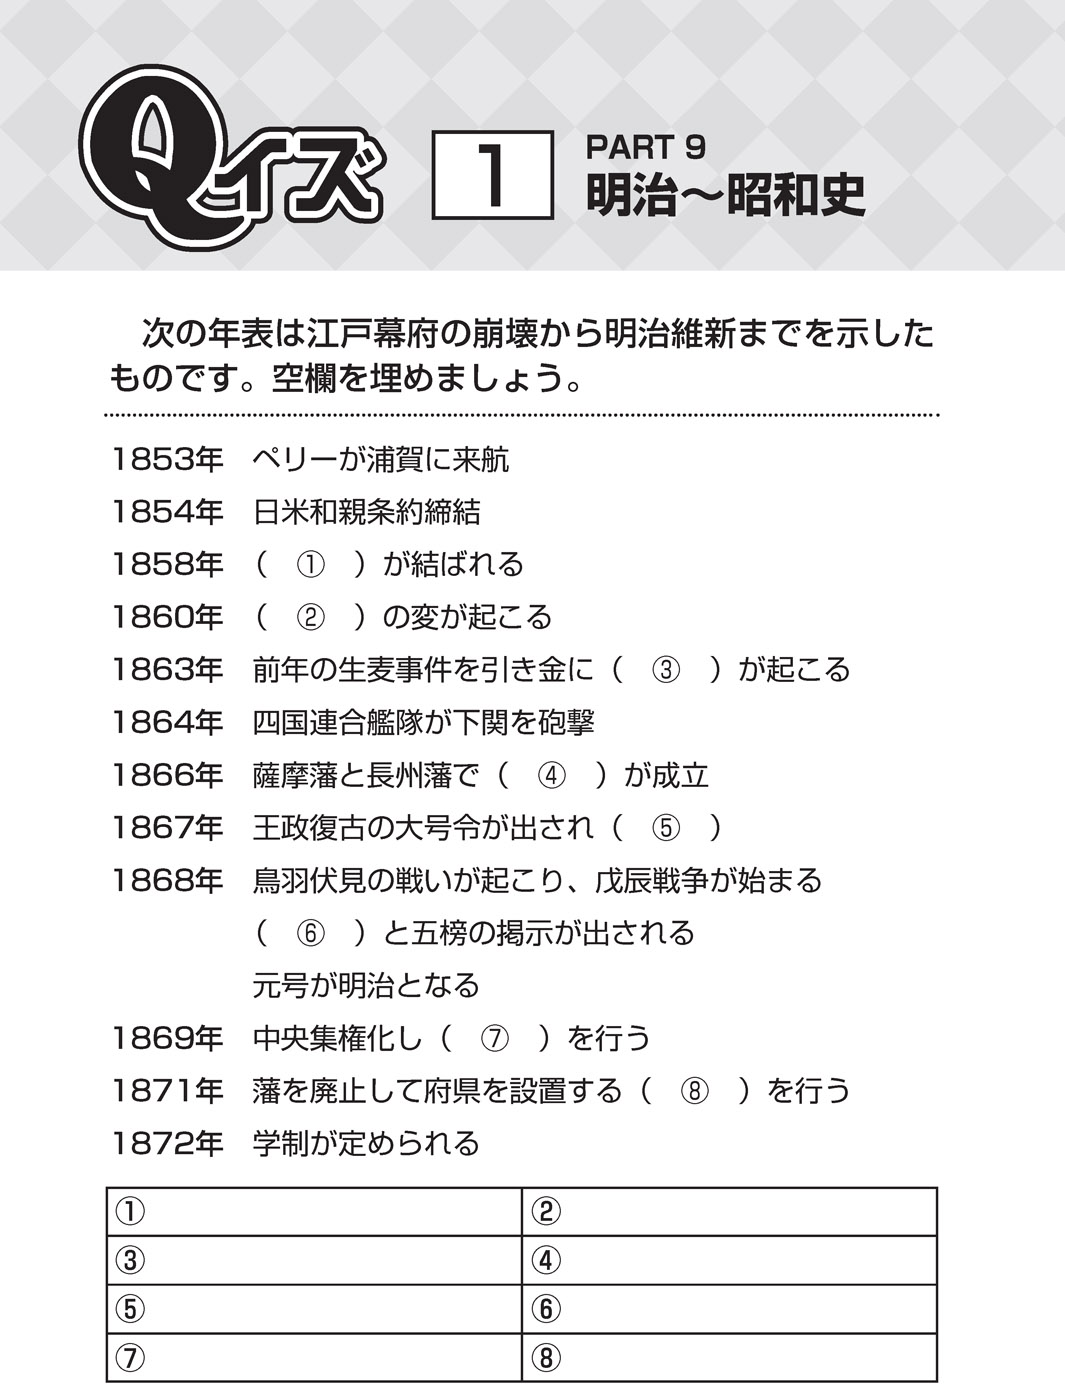 Qイズ
1
PART 9
明治〜昭和史
次の年表は江戸幕府の崩壊から明治維新までを示した
ものです。空欄を埋めましょう。
1853年 ペリーが浦賀に来航
1854年 日米和親条約締結
1858年 （ ① ）が結ばれる
1860年 （ ② ）の変が起こる
1863年 前年の生麦事件を引き金に（ ③ ）が起こる
1864年 四国連合艦隊が下関を砲撃
1866年 薩摩藩と長州藩で（ ④ ）が成立
1867年 王政復古の大号令が出され（ ⑤ ）
1868年 鳥羽伏見の戦いが起こり、戊辰戦争が始まる
（ ⑥ ）と五榜の掲示が出される
元号が明治となる
1869年 中央集権化し（ ⑦ ）を行う
1871年 藩を廃止して府県を設置する（ ⑧ ）を行う
1872年 学制が定められる
① ②
③ ④
⑤ ⑥
⑦ ⑧